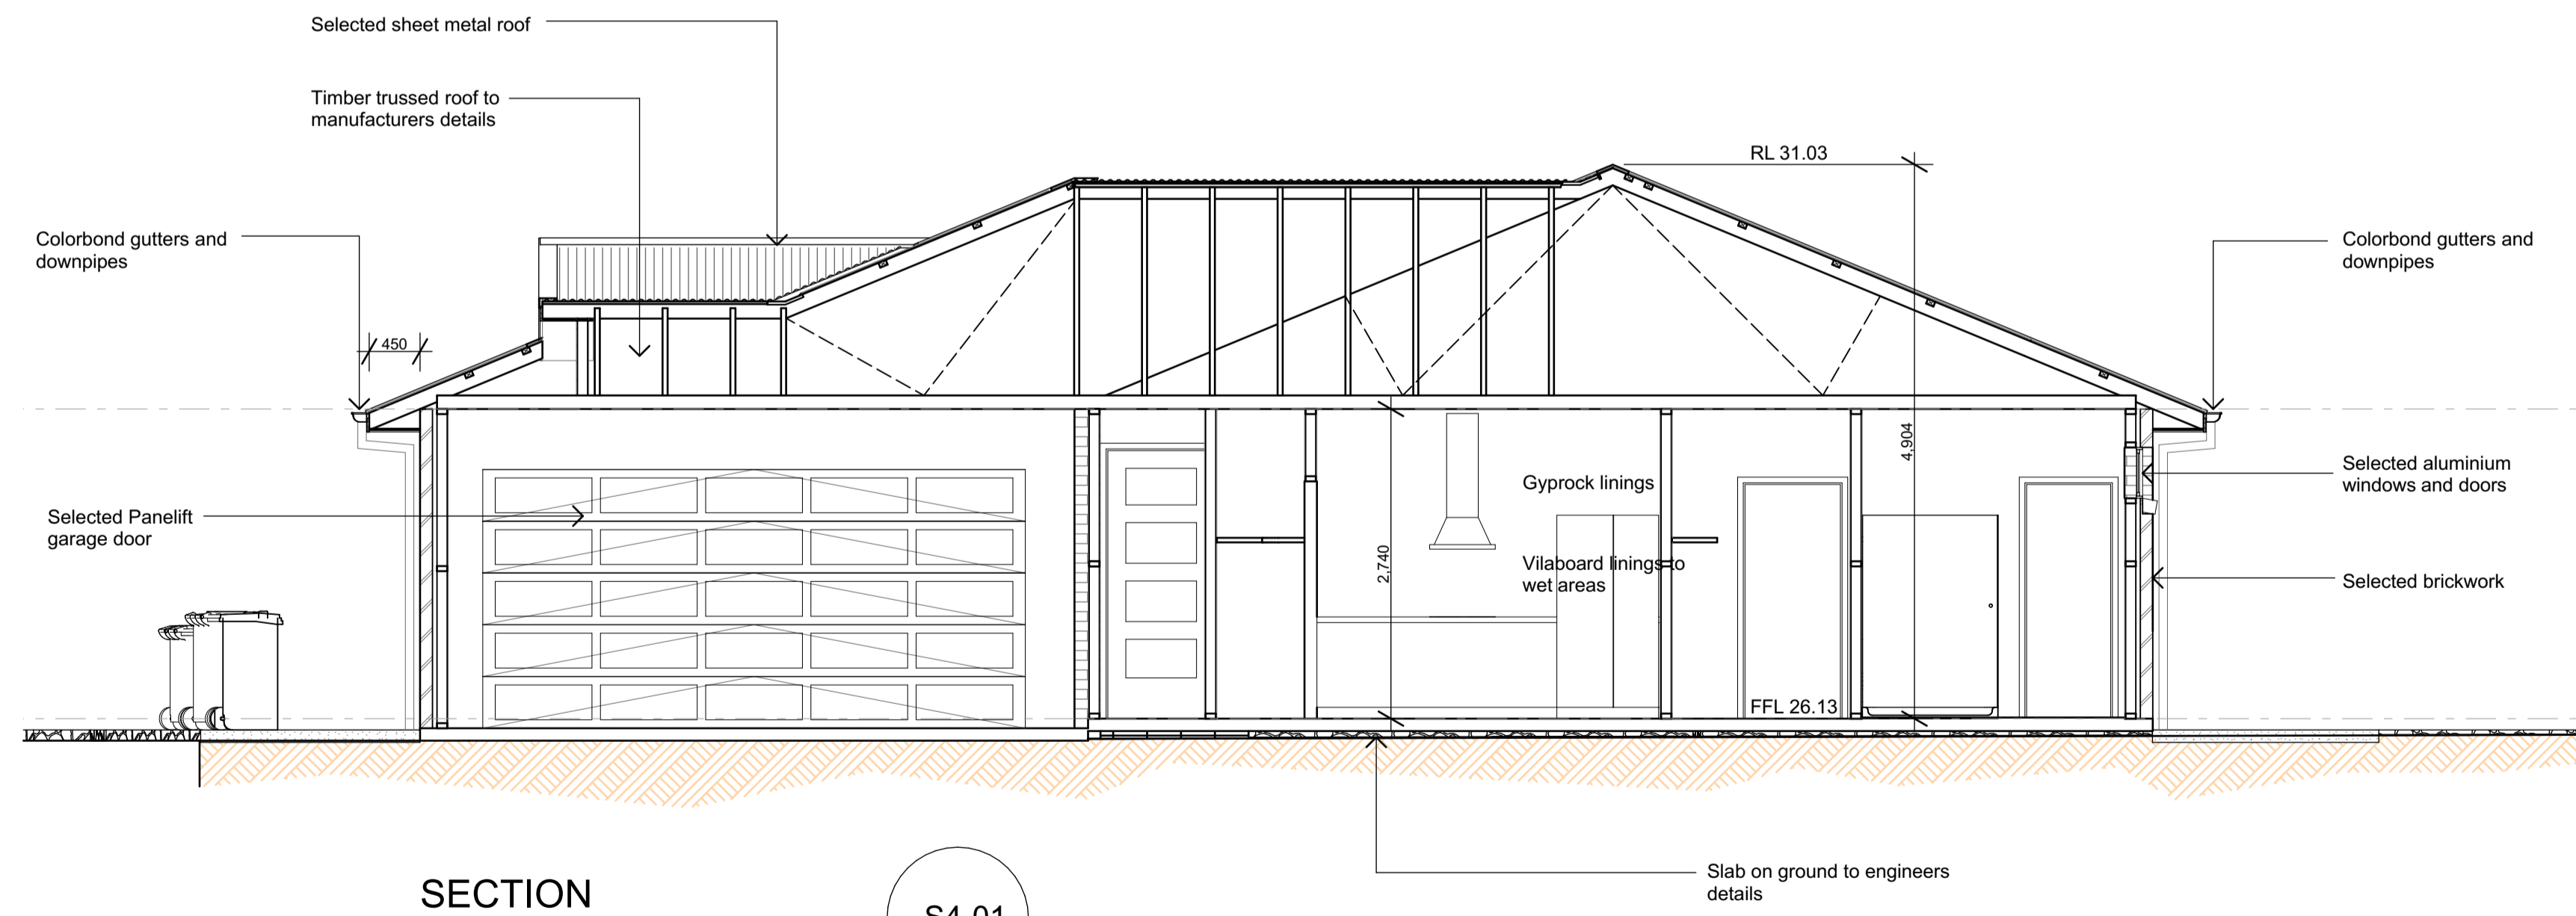 Selected sheet metal roof
Timber trussed roof to
manufacturers details
RL 31.03
Colorbond gutters and
downpipes
Colorbond gutters and
downpipes
450
4,904
Gyprock linings
Selected aluminium
windows and doors
Selected Panelift
garage door
2,740
Vilaboard linings to
wet areas
Selected brickwork
FFL 26.13
Slab on ground to engineers
details
SECTION
S4-01